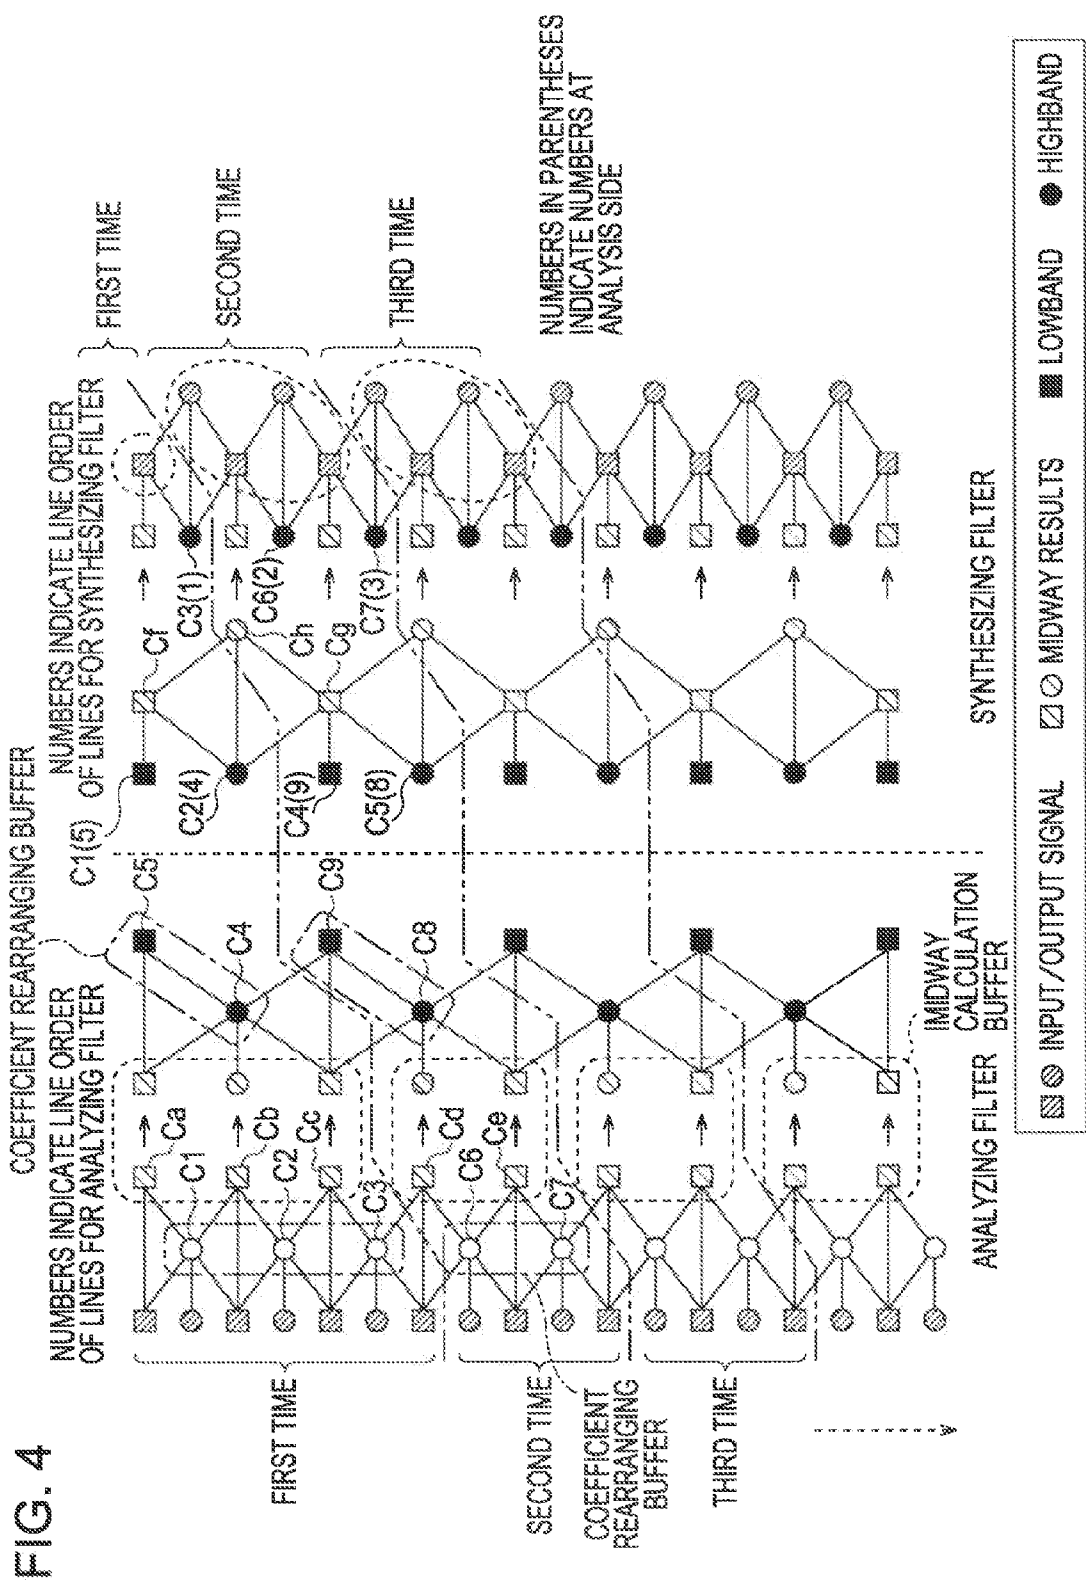 FIG. 4
NUMBERS INDICATE LINE ORDER
OF LINES FOR ANALYZING FILTER
COEFFICIENT REARRANGING BUFFER
NUMBERS INDICATE LINE ORDER
OF LINES FOR SYNTHESIZING FILTER
FIRST TIME
SECOND TIME
COEFFICIENT
REARRANGING
BUFFER
THIRD TIME
Ca
C1
Cb
C2
Cc
C3
Cd
C6
Ce
C7
C5
C4
C9
C8
IMIDWAY
CALCULATION
BUFFER
ANALYZING FILTER
C1(5)
Cf
C2(4)
Ch
C4(9)
Cg
C5(8)
C3(1)
C6(2)
C7(3)
FIRST TIME
SECOND TIME
THIRD TIME
NUMBERS IN PARENTHESES
INDICATE NUMBERS AT
ANALYSIS SIDE
SYNTHESIZING FILTER
INPUT/OUTPUT SIGNAL
MIDWAY RESULTS
LOWBAND
HIGHBAND